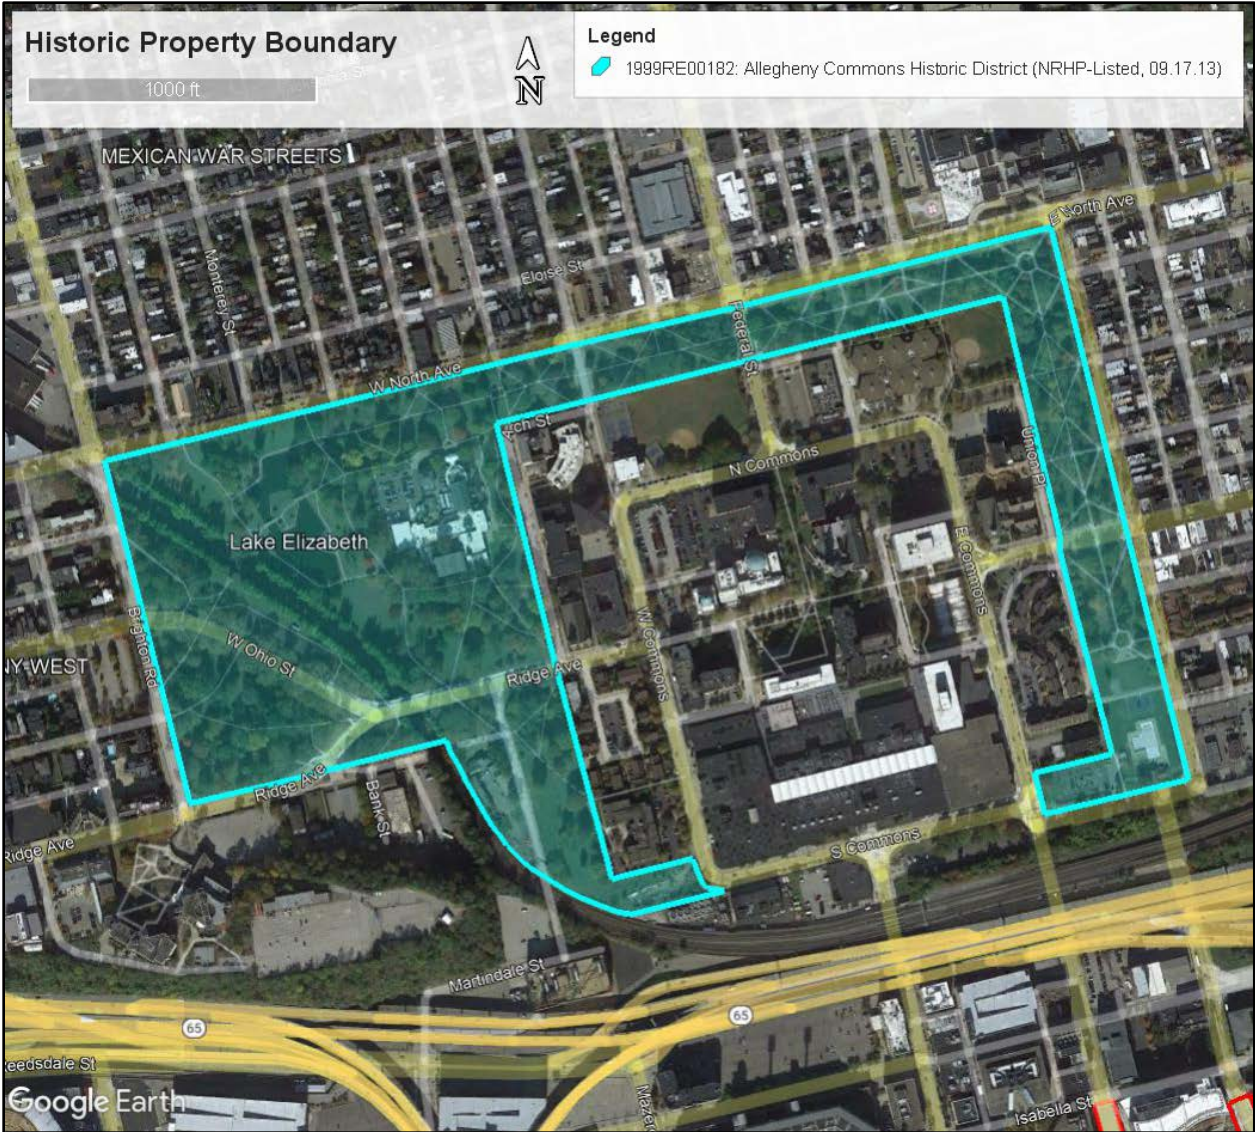 Historic Property Boundary
1000 ft
N
Legend
1999RE00182: Allegheny Commons Historic District (NRHP-Listed, 09.17.13)
MEXICAN WAR STREETS
E North Ave
Monterey St
Eloise St
Federal St
W North Ave
Arch St
Union Pl
N Commons
Lake Elizabeth
E Commons
Brighton Rd
W Ohio St
W Commons
NY WEST
Ridge Ave
Ridge Ave
Bank St
S Commons
Ridge Ave
Martindale St
65
65
eedsdale St
Google Earth
Mazero
Isabella St